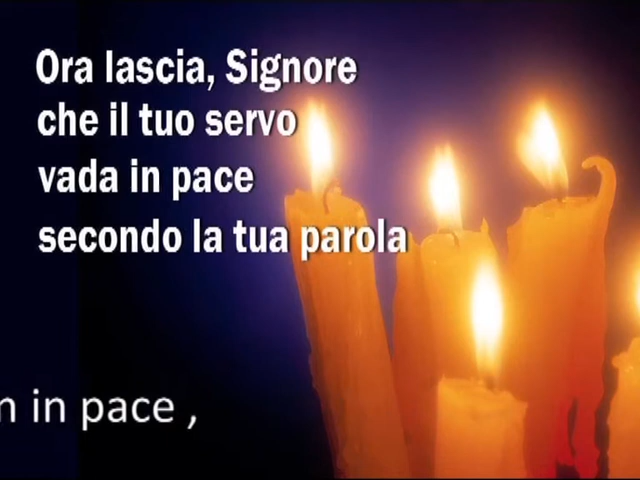 Ora lascia, Signore
che il tuo servo
vada in pace
secondo la tua parola
in pace ,